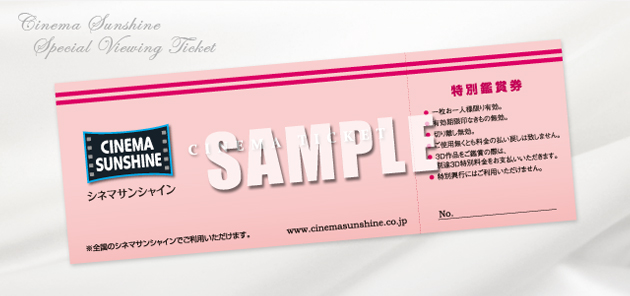 Cinema Sunshine
Special Viewing Ticket
特別鑑賞券
CINEMA
SUNSHINE
シネマサンシャイン
CINEMA TICKET
SAMPLE
●一枚お一人様限り有効。
●有効期限印なきもの無効。
●切り離し無効。
●ご使用無くとも料金の払い戻しは致しません。
●3D作品をご鑑賞の際は、
別途3D特別料金をお支払いいただきます。
●特別興行にはご利用いただけません。
No.
www.cinemasunshine.co.jp
※全国のシネマサンシャインでご利用いただけます。